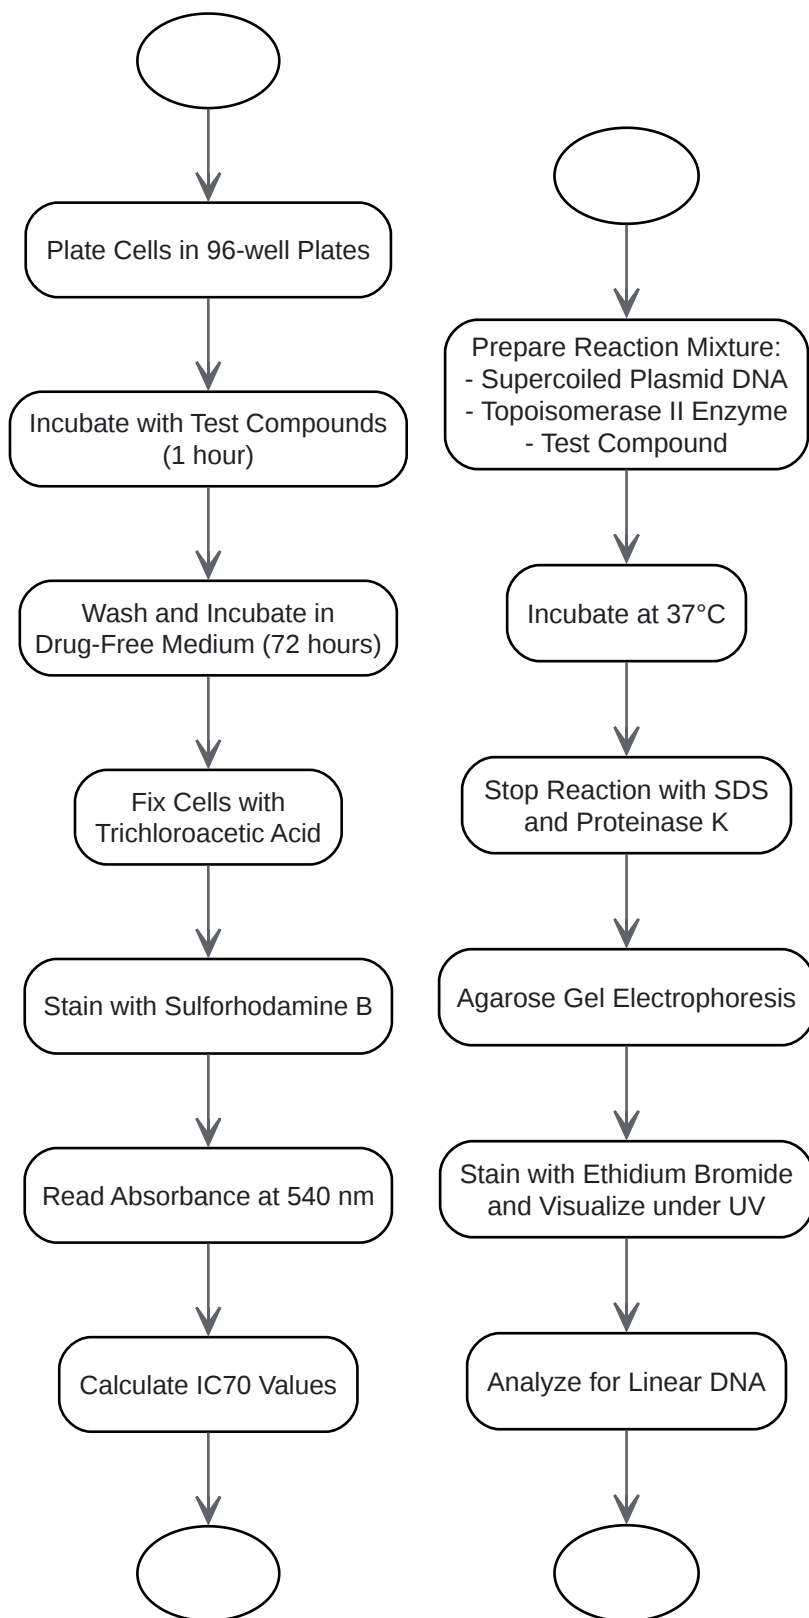 Plate Cells in 96-well Plates
Incubate with Test Compounds
(1 hour)
Wash and Incubate in
Drug-Free Medium (72 hours)
Fix Cells with
Trichloroacetic Acid
Stain with Sulforhodamine B
Read Absorbance at 540 nm
Calculate IC70 Values
Prepare Reaction Mixture:
- Supercoiled Plasmid DNA
- Topoisomerase II Enzyme
- Test Compound
Incubate at 37°C
Stop Reaction with SDS
and Proteinase K
Agarose Gel Electrophoresis
Stain with Ethidium Bromide
and Visualize under UV
Analyze for Linear DNA